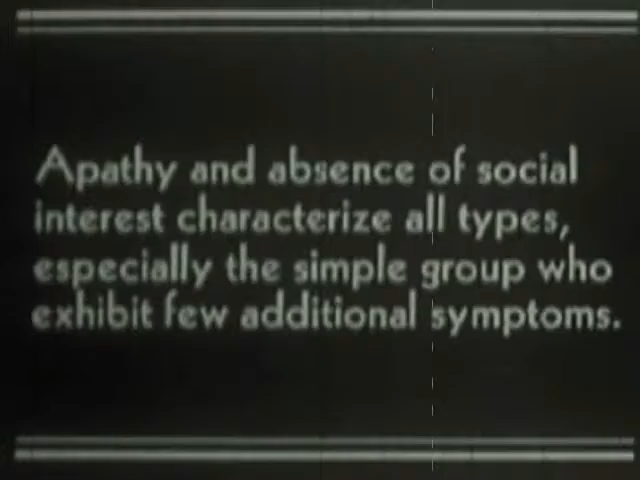 Apathy and absence of social
interest characterize all types,
especially the simple group who
exhibit few additional symptoms.